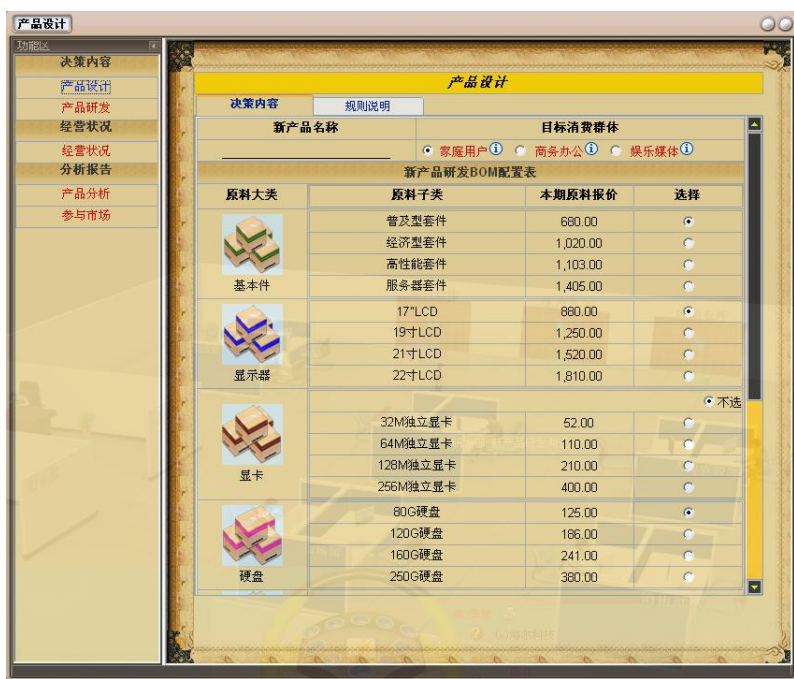 产品设计
功能区
决策内容
产品设计
产品研发
经营状况
经营状况
分析报告
产品分析
参与市场
产品设计
决策内容 规则说明
新产品名称 目标消费群体
家庭用户 商务办公 娱乐媒体
新产品研发BOM配置表
原料大类 原料子类 本期原料报价 选择
基本件
普及型套件 680.00
经济型套件 1,020.00
高性能套件 1,103.00
服务器套件 1,405.00
显示器
17"LCD 880.00
19寸LCD 1,250.00
21寸LCD 1,520.00
22寸LCD 1,810.00
不选
显卡
32M独立显卡 52.00
64M独立显卡 110.00
128M独立显卡 210.00
256M独立显卡 400.00
硬盘
80G硬盘 125.00
120G硬盘 186.00
160G硬盘 241.00
250G硬盘 380.00